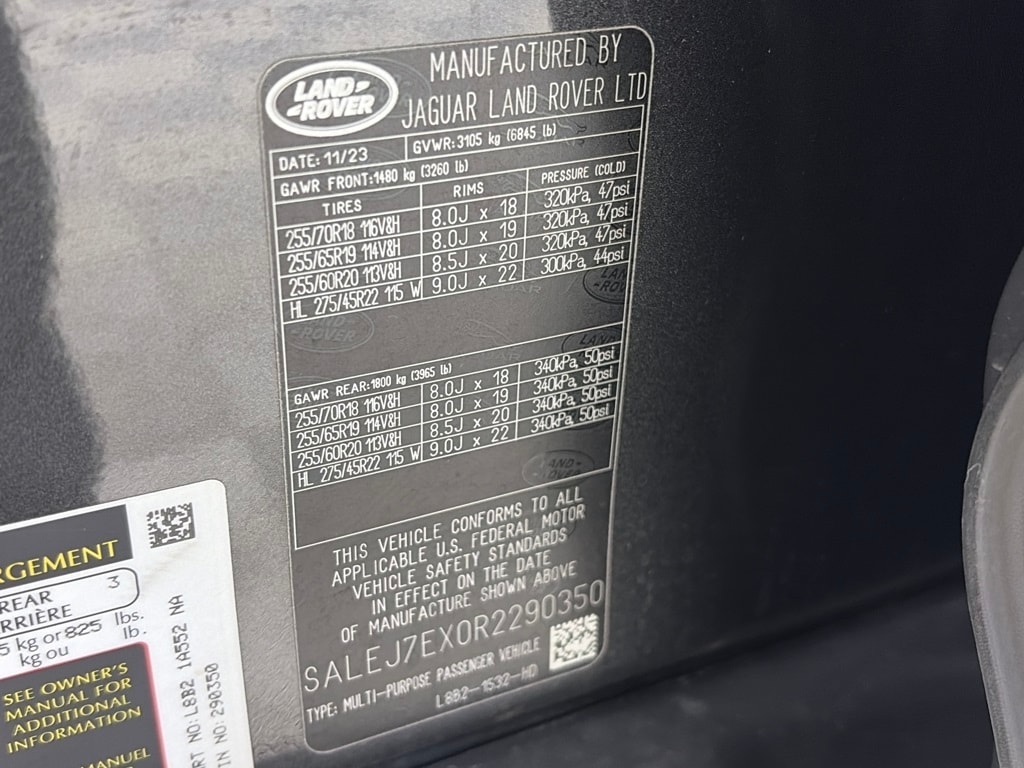 LAND ROVER
MANUFACTURED BY
JAGUAR LAND ROVER LTD
DATE: 11/23 GVWR: 3105 kg (6845 lb)
GAWR FRONT: 1480 kg (3260 lb)
TIRES RIMS PRESSURE (COLD)
255/70R18 116V&H 8.0J x 18 320kPa, 47psi
255/65R19 114V&H 8.0J x 19 320kPa, 47psi
255/60R20 113V&H 8.5J x 20 320kPa, 47psi
HL 275/45R22 115 W 9.0J x 22 300kPa, 44psi
GAWR REAR: 1800 kg (3965 lb)
255/70R18 116V&H 8.0J x 18 340kPa, 50psi
255/65R19 114V&H 8.0J x 19 340kPa, 50psi
255/60R20 113V&H 8.5J x 20 340kPa, 50psi
HL 275/45R22 115 W 9.0J x 22 340kPa, 50psi
THIS VEHICLE CONFORMS TO ALL
APPLICABLE U.S. FEDERAL MOTOR
VEHICLE SAFETY STANDARDS
IN EFFECT ON THE DATE
OF MANUFACTURE SHOWN ABOVE
SALEJ7EX0R2290350
TYPE: MULTI-PURPOSE PASSENGER VEHICLE
L8B2-1532-HD
RGEMENT
REAR 3
RRIÈRE
5 kg or 825 lbs.
kg ou lb.
SEE OWNER'S
MANUAL FOR
ADDITIONAL
INFORMATION
MANUEL
RT NO: L8B2 1A552 NA
TIN NO: 290350